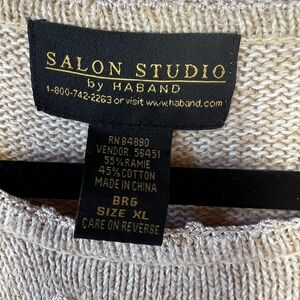 SALON STUDIO
by HABAND
1-800-742-2263 or visit www.haband.com
RN 84880
VENDOR 58451
55% RAMIE
45% COTTON
MADE IN CHINA
BRG
SIZE XL
CARE ON REVERSE